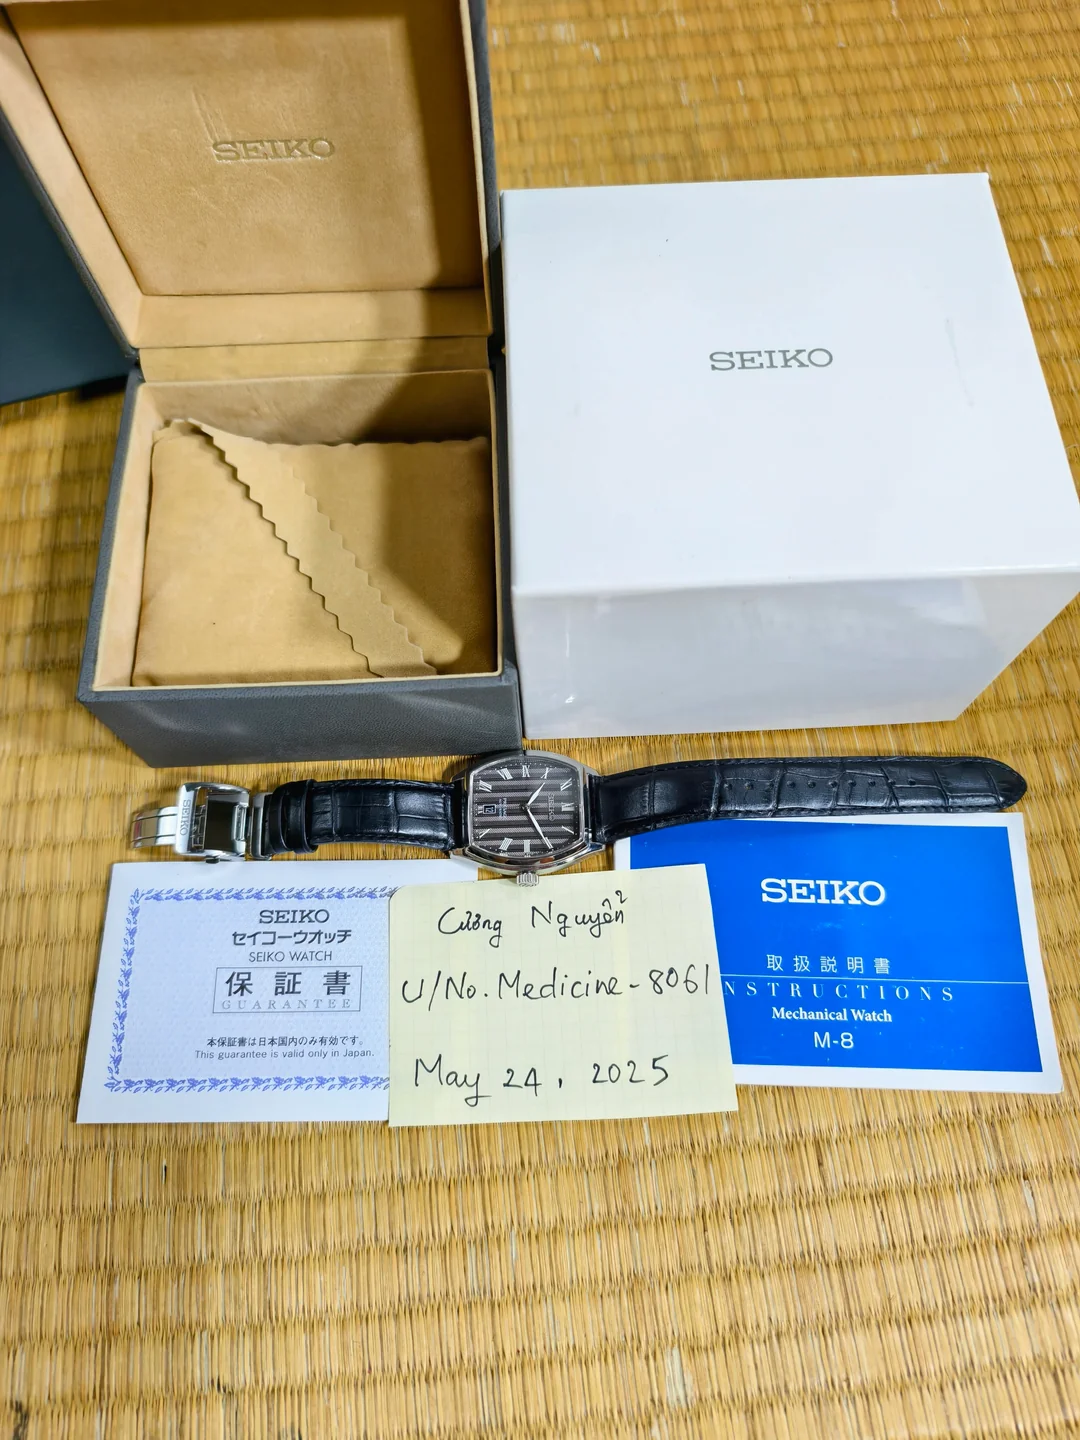 SEIKO
SEIKO
SEIKO
SEIKO
セイコーウオッチ
SEIKO WATCH
保証書
GUARANTEE
本保証書は日本国内のみ有効です。
This guarantee is valid only in Japan.
Cường Nguyễn
U/No. Medicine - 8061
May 24, 2025
SEIKO
取扱説明書
NSTRUCTIONS
Mechanical Watch
M-8